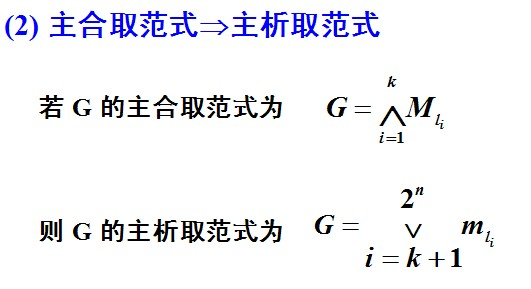 (2) 主合取范式⇒主析取范式
若 G 的主合取范式为 G = ∧_{i=1}^{k} M_{l_i}
则 G 的主析取范式为 G = ∨_{i=k+1}^{2^n} m_{l_i}